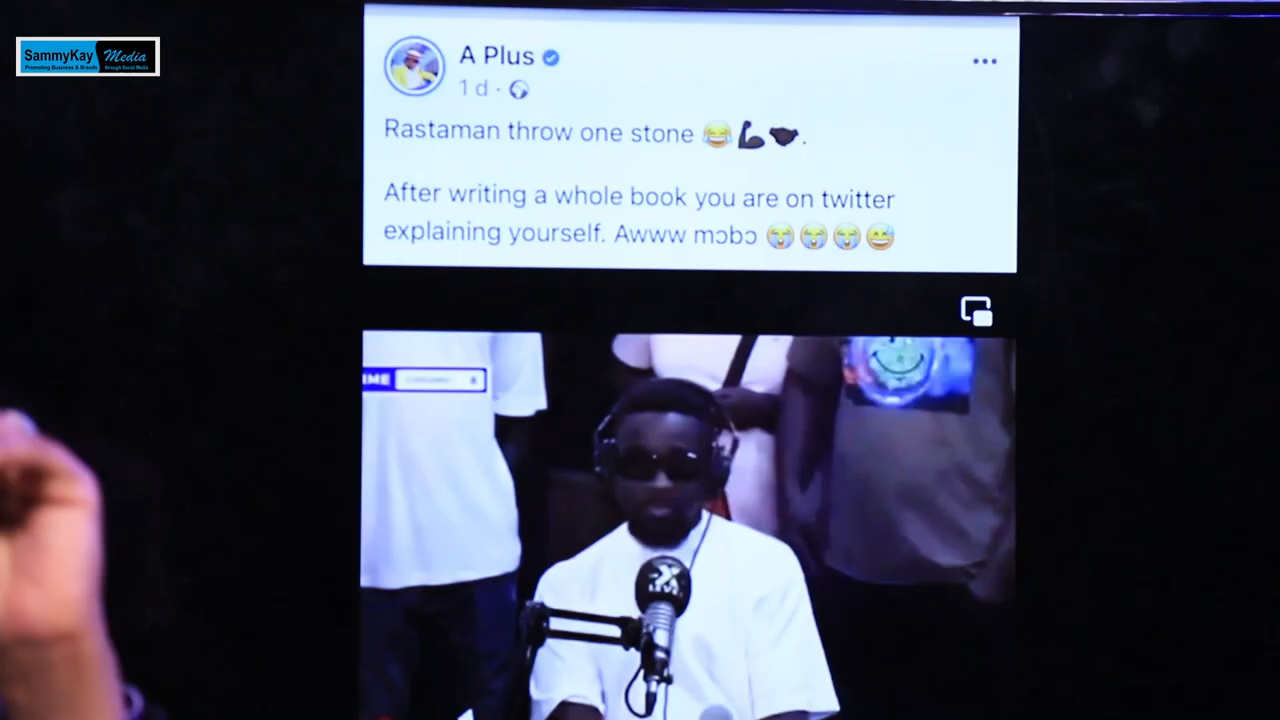 SammyKay Media
Promoting Business & Brands through Social Media
A Plus
1 d ·
Rastaman throw one stone 😂💪🏿🤝🏿.
After writing a whole book you are on twitter
explaining yourself. Awww mɔbɔ 😭😭😭😅